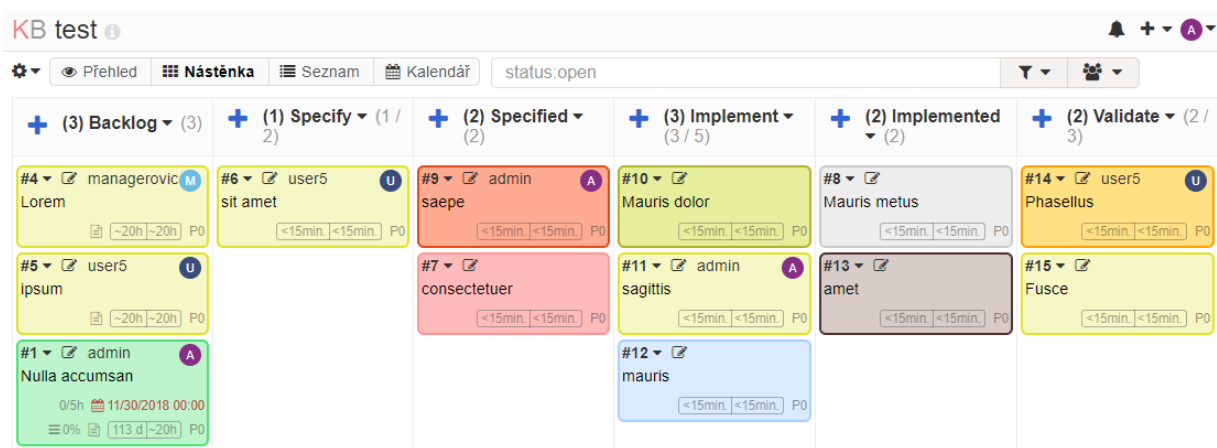 KB test
A
Přehled Nástěnka Seznam Kalendář status:open
(3) Backlog (3)
#4 managerovic M
Lorem
~20h ~20h P0
#5 user5 U
ipsum
~20h ~20h P0
#1 admin A
Nulla accumsan
0/5h 11/30/2018 00:00
0% 113 d ~20h P0
(1) Specify (1 /
2)
#6 user5 U
sit amet
<15min. <15min. P0
(2) Specified
(2)
#9 admin A
saepe
<15min. <15min. P0
#7
consectetuer
<15min. <15min. P0
(3) Implement
(3 / 5)
#10
Mauris dolor
<15min. <15min. P0
#11 admin A
sagittis
<15min. <15min. P0
#12
mauris
<15min. <15min. P0
(2) Implemented
(2)
#8
Mauris metus
<15min. <15min. P0
#13
amet
<15min. <15min. P0
(2) Validate (2 /
3)
#14 user5 U
Phasellus
<15min. <15min. P0
#15
Fusce
<15min. <15min. P0